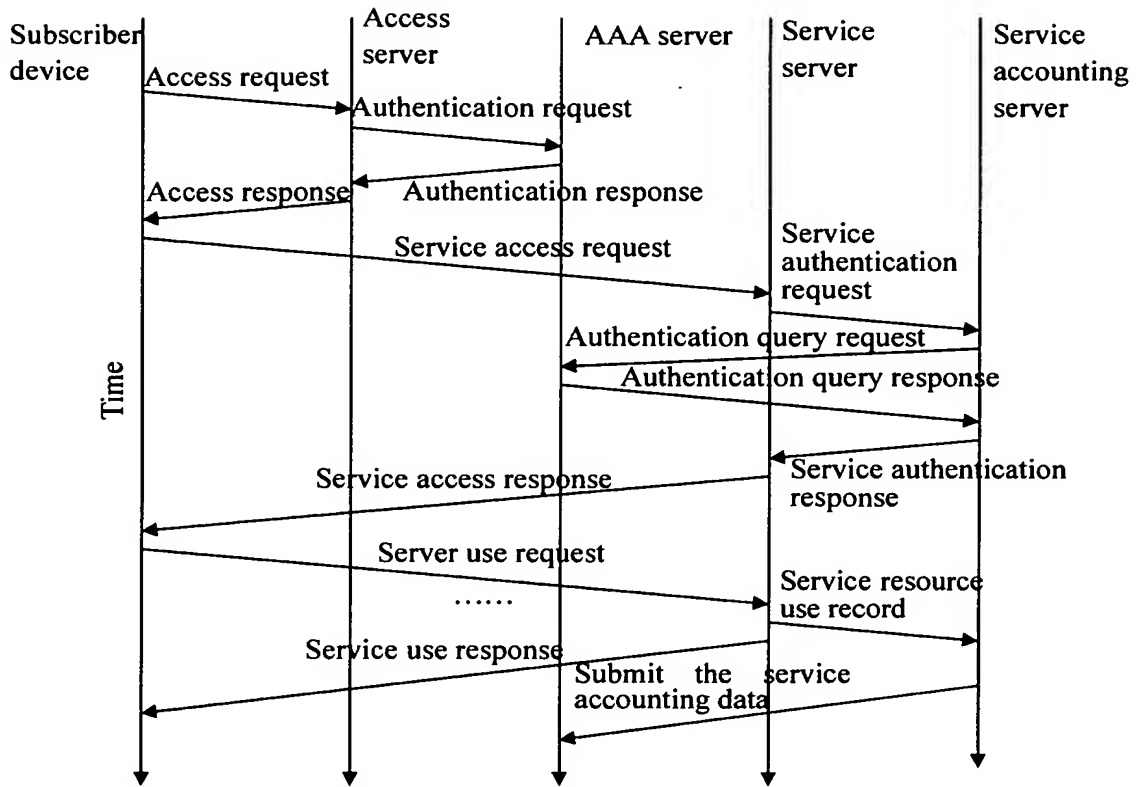 Subscriber
device
Access
server
AAA server
Service
server
Service
accounting
server
Access request
Authentication request
Authentication response
Access response
Service access request
Service
authentication
request
Authentication query request
Authentication query response
Time
Service authentication
response
Service access response
Server use request
......
Service resource
use record
Service use response
Submit the service
accounting data